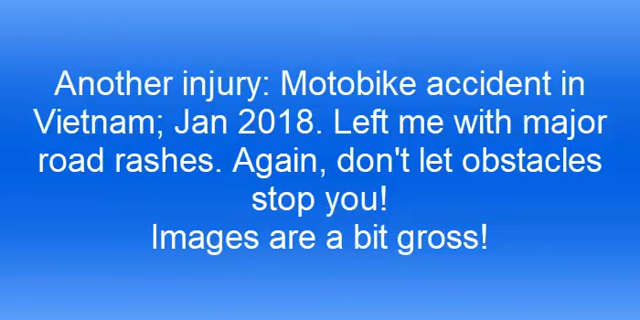 Another injury: Motobike accident in
Vietnam; Jan 2018. Left me with major
road rashes. Again, don't let obstacles
stop you!
Images are a bit gross!